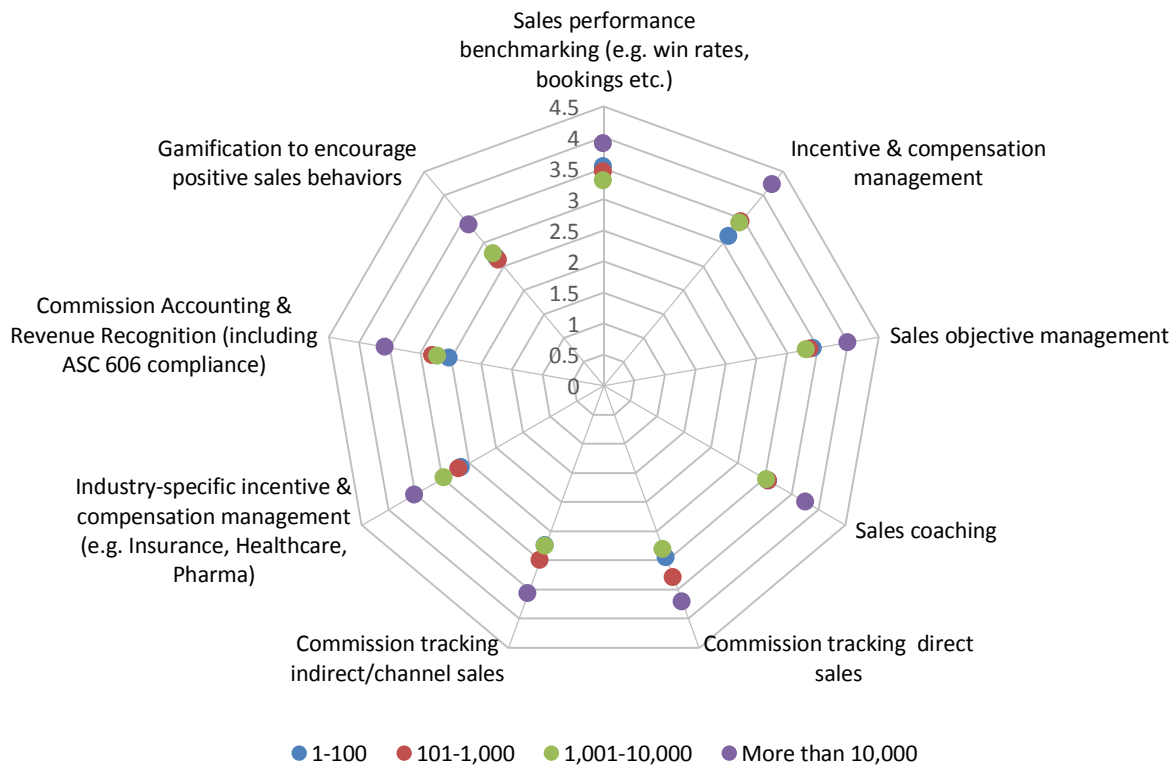 Sales performance
benchmarking (e.g. win rates,
bookings etc.)
Incentive & compensation
management
Sales objective management
Sales coaching
Commission tracking  direct
sales
Commission tracking
indirect/channel sales
Industry-specific incentive &
compensation management
(e.g. Insurance, Healthcare,
Pharma)
Commission Accounting &
Revenue Recognition (including
ASC 606 compliance)
Gamification to encourage
positive sales behaviors
4.5
4
3.5
3
2.5
2
1.5
1
0.5
0
1-100
101-1,000
1,001-10,000
More than 10,000